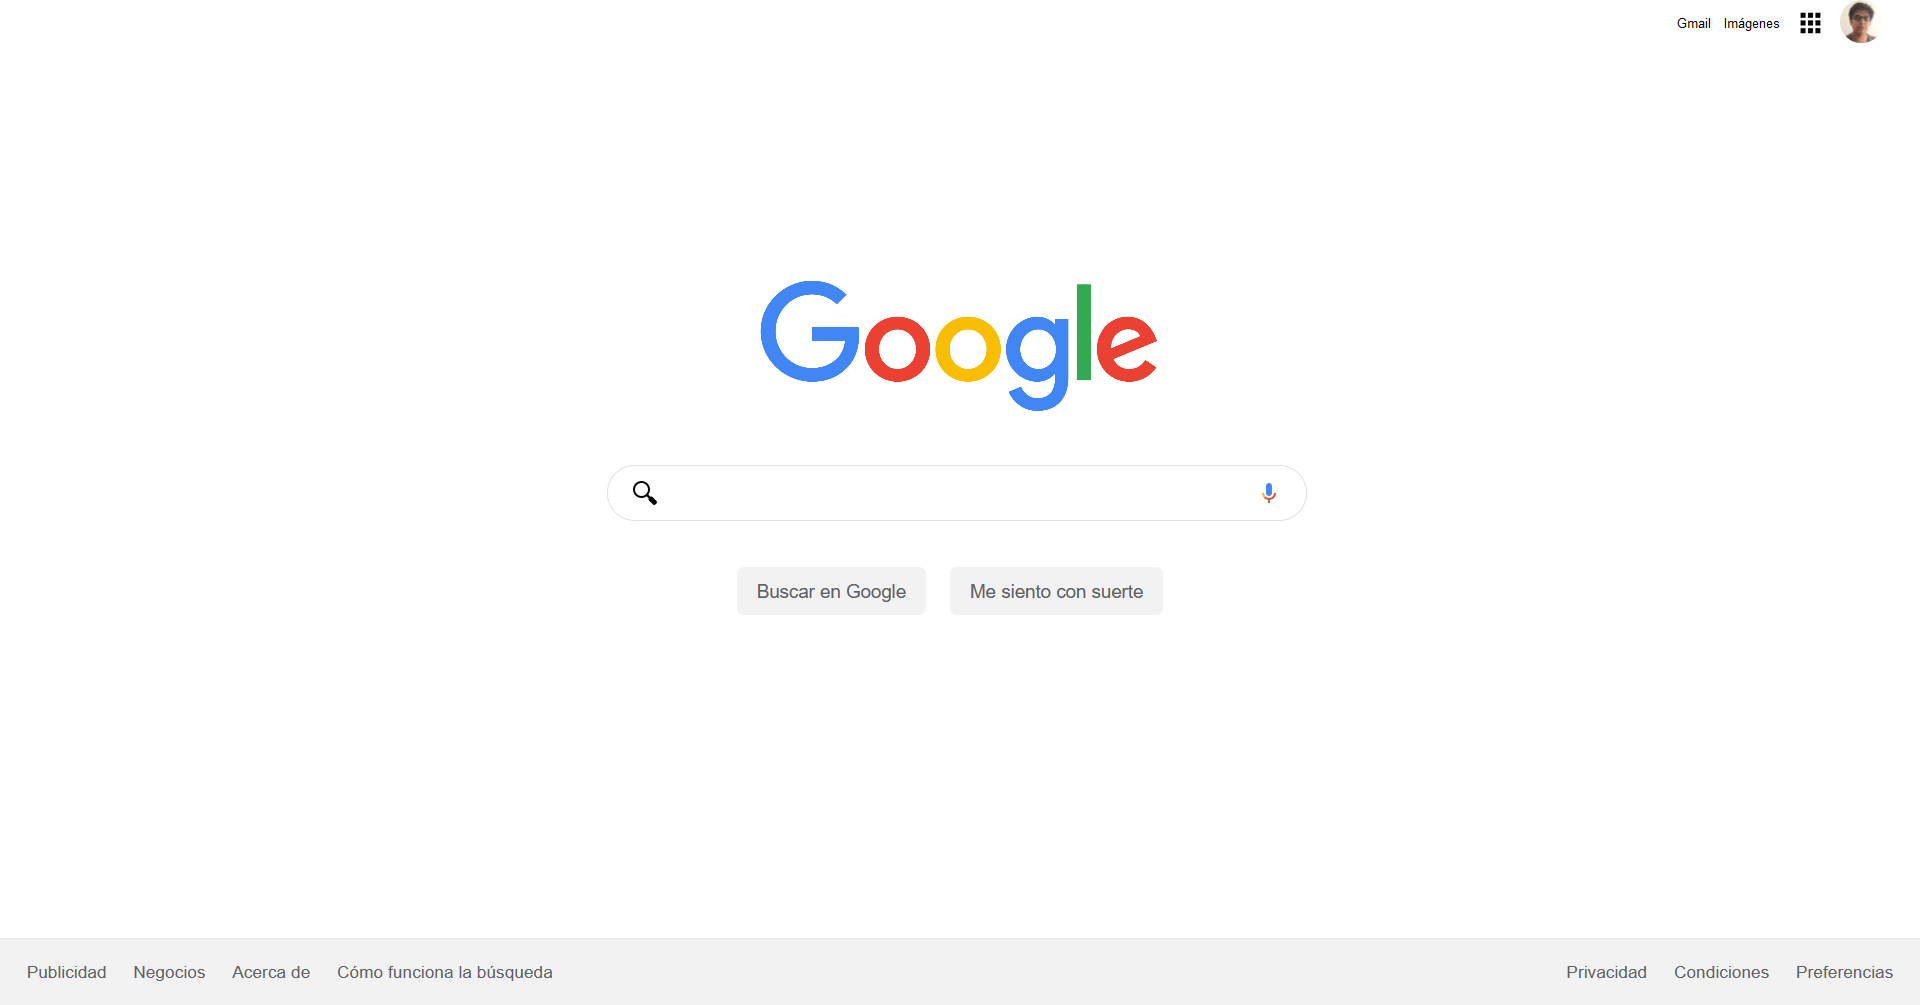 Gmail Imágenes
Google
Buscar en Google Me siento con suerte
Publicidad Negocios Acerca de Cómo funciona la búsqueda Privacidad Condiciones Preferencias